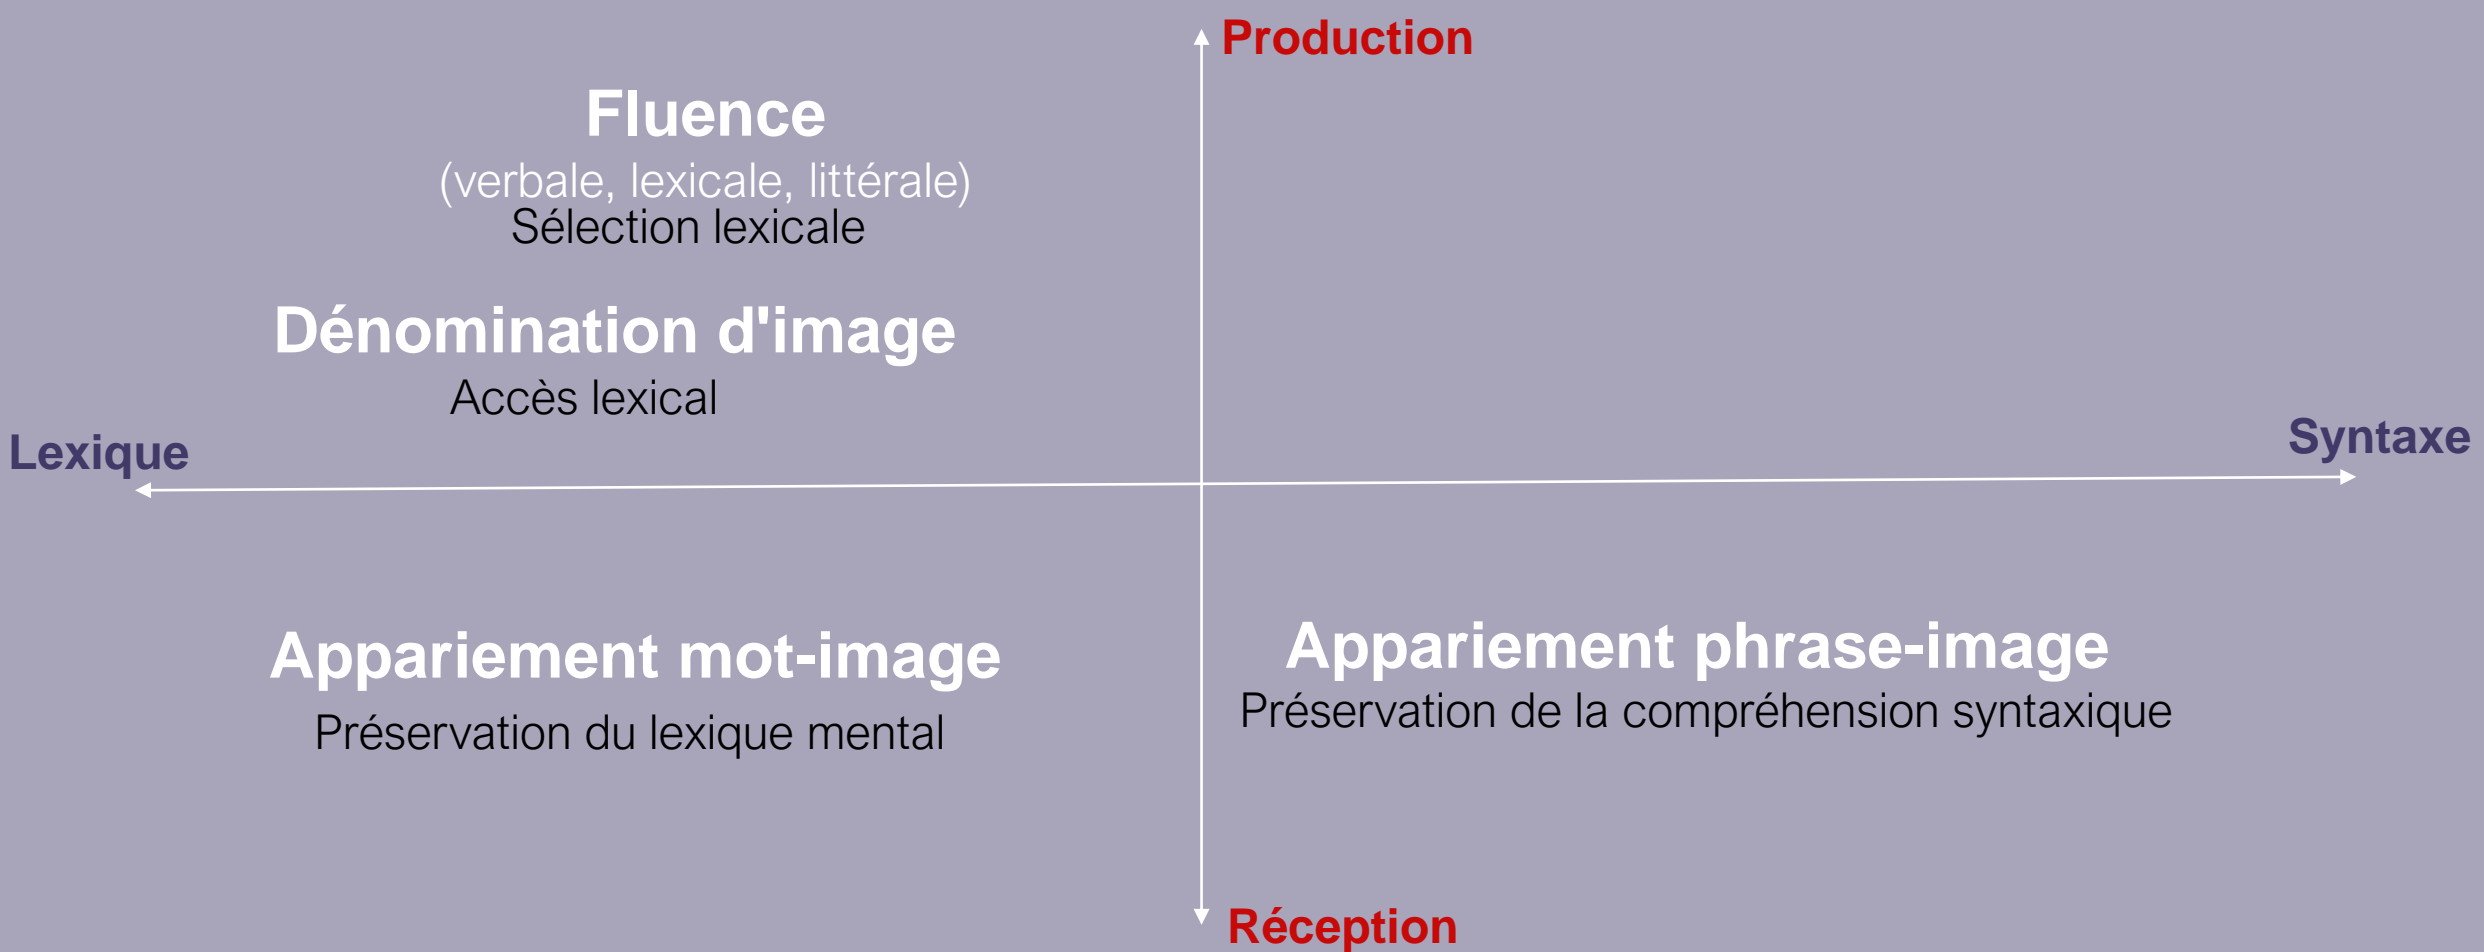 Production
Fluence
(verbale, lexicale, littérale)
Sélection lexicale
Dénomination d'image
Accès lexical
Lexique
Syntaxe
Appariement mot-image
Préservation du lexique mental
Appariement phrase-image
Préservation de la compréhension syntaxique
Réception